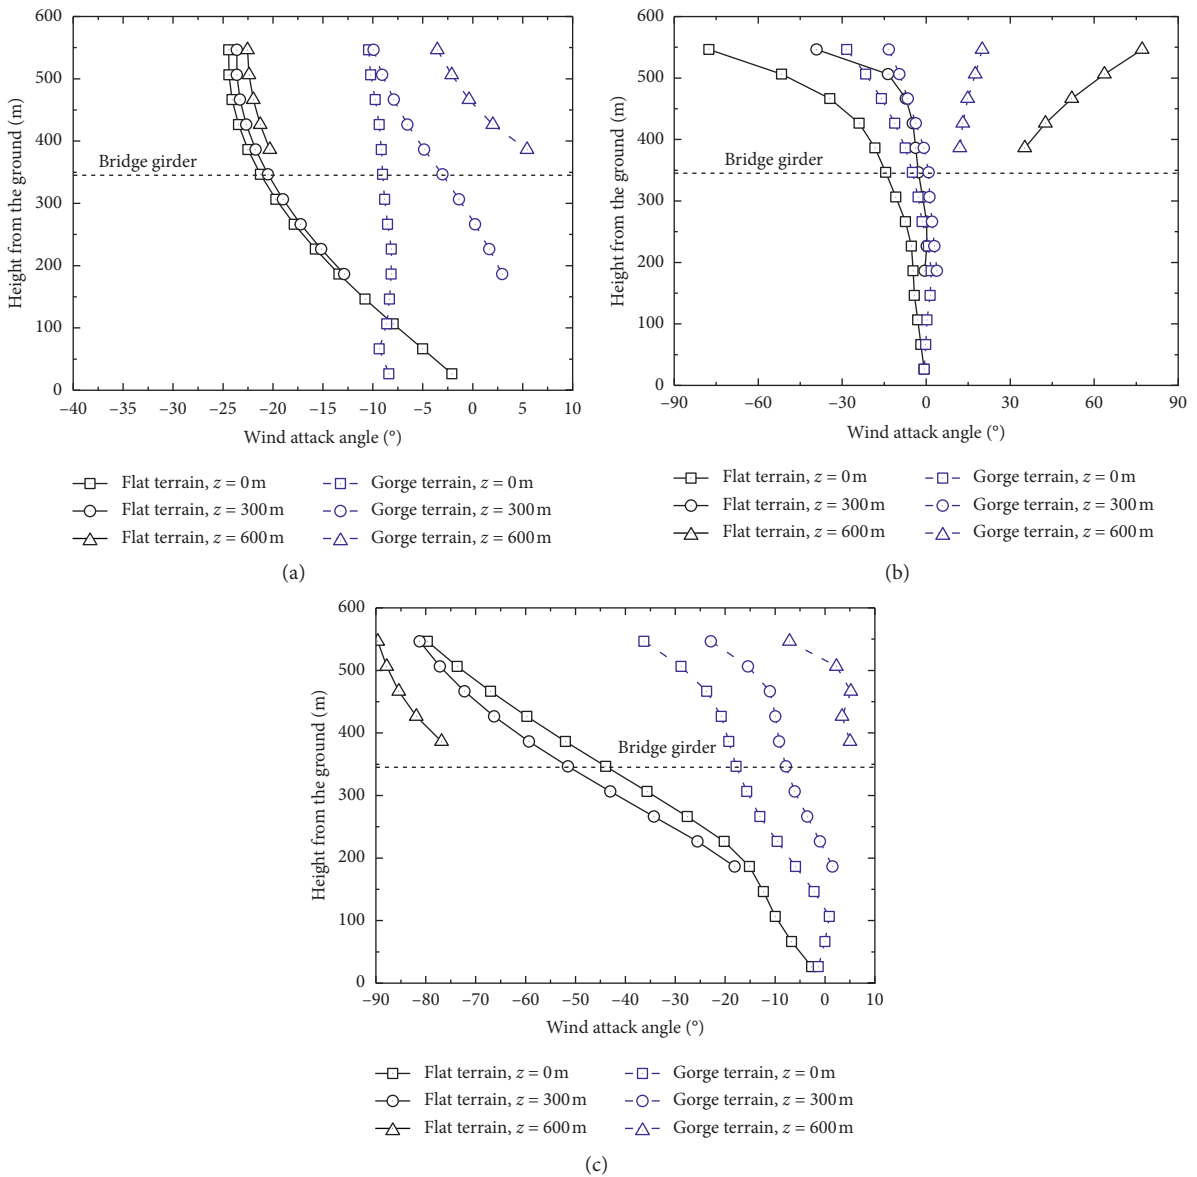 600
500
400
300
200
100
0
Height from the ground (m)
Bridge girder
–40 –35 –30 –25 –20 –15 –10 –5 0 5 10
Wind attack angle (°)
Flat terrain, z = 0 m
Flat terrain, z = 300 m
Flat terrain, z = 600 m
Gorge terrain, z = 0 m
Gorge terrain, z = 300 m
Gorge terrain, z = 600 m
(a)
600
500
400
300
200
100
0
Height from the ground (m)
Bridge girder
–90 –60 –30 0 30 60 90
Wind attack angle (°)
Flat terrain, z = 0 m
Flat terrain, z = 300 m
Flat terrain, z = 600 m
Gorge terrain, z = 0 m
Gorge terrain, z = 300 m
Gorge terrain, z = 600 m
(b)
600
500
400
300
200
100
0
Height from the ground (m)
Bridge girder
–90 –80 –70 –60 –50 –40 –30 –20 –10 0 10
Wind attack angle (°)
Flat terrain, z = 0 m
Flat terrain, z = 300 m
Flat terrain, z = 600 m
Gorge terrain, z = 0 m
Gorge terrain, z = 300 m
Gorge terrain, z = 600 m
(c)